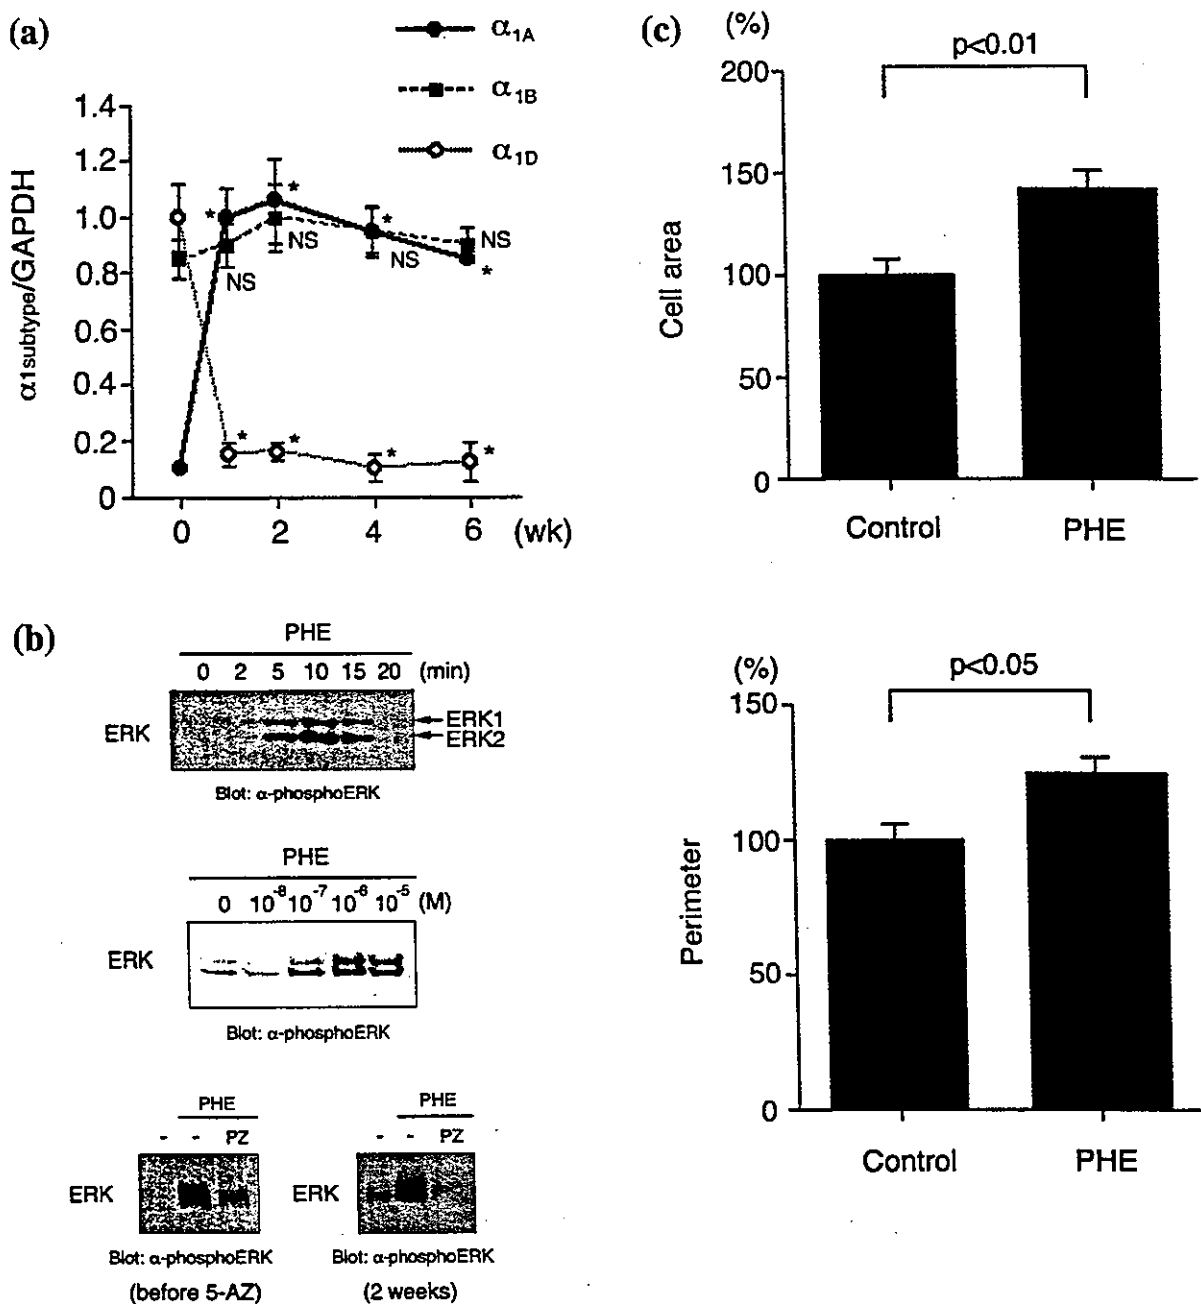 (a)
α1A
α1B
α1D
α1subtype/GAPDH
1.4
1.2
1.0
0.8
0.6
0.4
0.2
0
* * * *
NS NS NS NS
* * * *
0 2 4 6 (wk)
(b)
PHE
0 2 5 10 15 20 (min)
ERK
ERK1
ERK2
Blot: α-phosphoERK
PHE
0 10-8 10-7 10-6 10-5 (M)
ERK
Blot: α-phosphoERK
PHE
- - PZ
ERK
Blot: α-phosphoERK
(before 5-AZ)
PHE
- - PZ
ERK
Blot: α-phosphoERK
(2 weeks)
(c)
(%)
p<0.01
Cell area
200
150
100
50
0
Control PHE
(%)
p<0.05
Perimeter
150
100
50
0
Control PHE